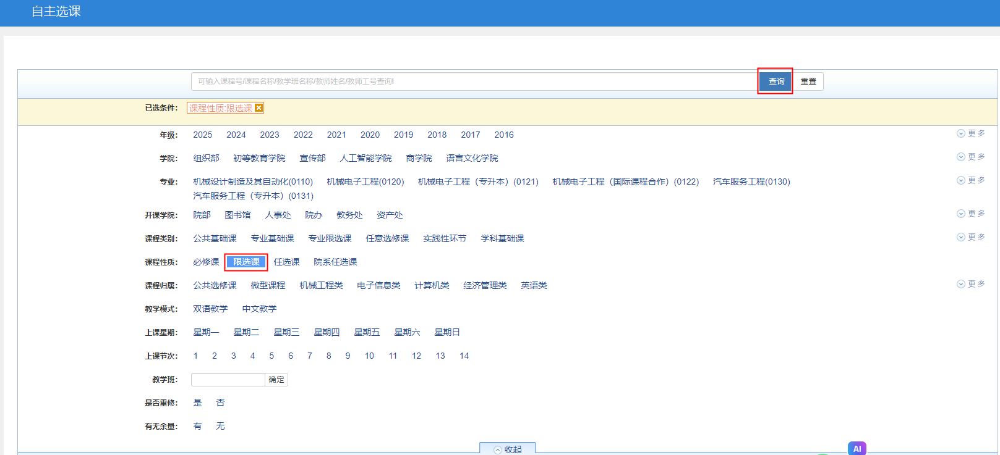 自主选课
可输入课程号/课程名称/教学班名称/教师姓名/教师工号查询! 查询 重置
已选条件: 课程性质:限选课
年级: 2025 2024 2023 2022 2021 2020 2019 2018 2017 2016 更多
学院: 组织部 初等教育学院 宣传部 人工智能学院 商学院 语言文化学院 更多
专业: 机械设计制造及其自动化(0110) 机械电子工程(0120) 机械电子工程（专升本）(0121) 机械电子工程（国际课程合作）(0122) 汽车服务工程(0130) 更多
汽车服务工程（专升本）(0131)
开课学院: 院部 图书馆 人事处 院办 教务处 资产处 更多
课程类别: 公共基础课 专业基础课 专业限选课 任意选修课 实践性环节 学科基础课 更多
课程性质: 必修课 限选课 任选课 院系任选课
课程归属: 公共选修课 微型课程 机械工程类 电子信息类 计算机类 经济管理类 英语类 更多
教学模式: 双语教学 中文教学
上课星期: 星期一 星期二 星期三 星期四 星期五 星期六 星期日
上课节次: 1 2 3 4 5 6 7 8 9 10 11 12 13 14
教学班: 确定
是否重修: 是 否
有无余量: 有 无
收起
AI